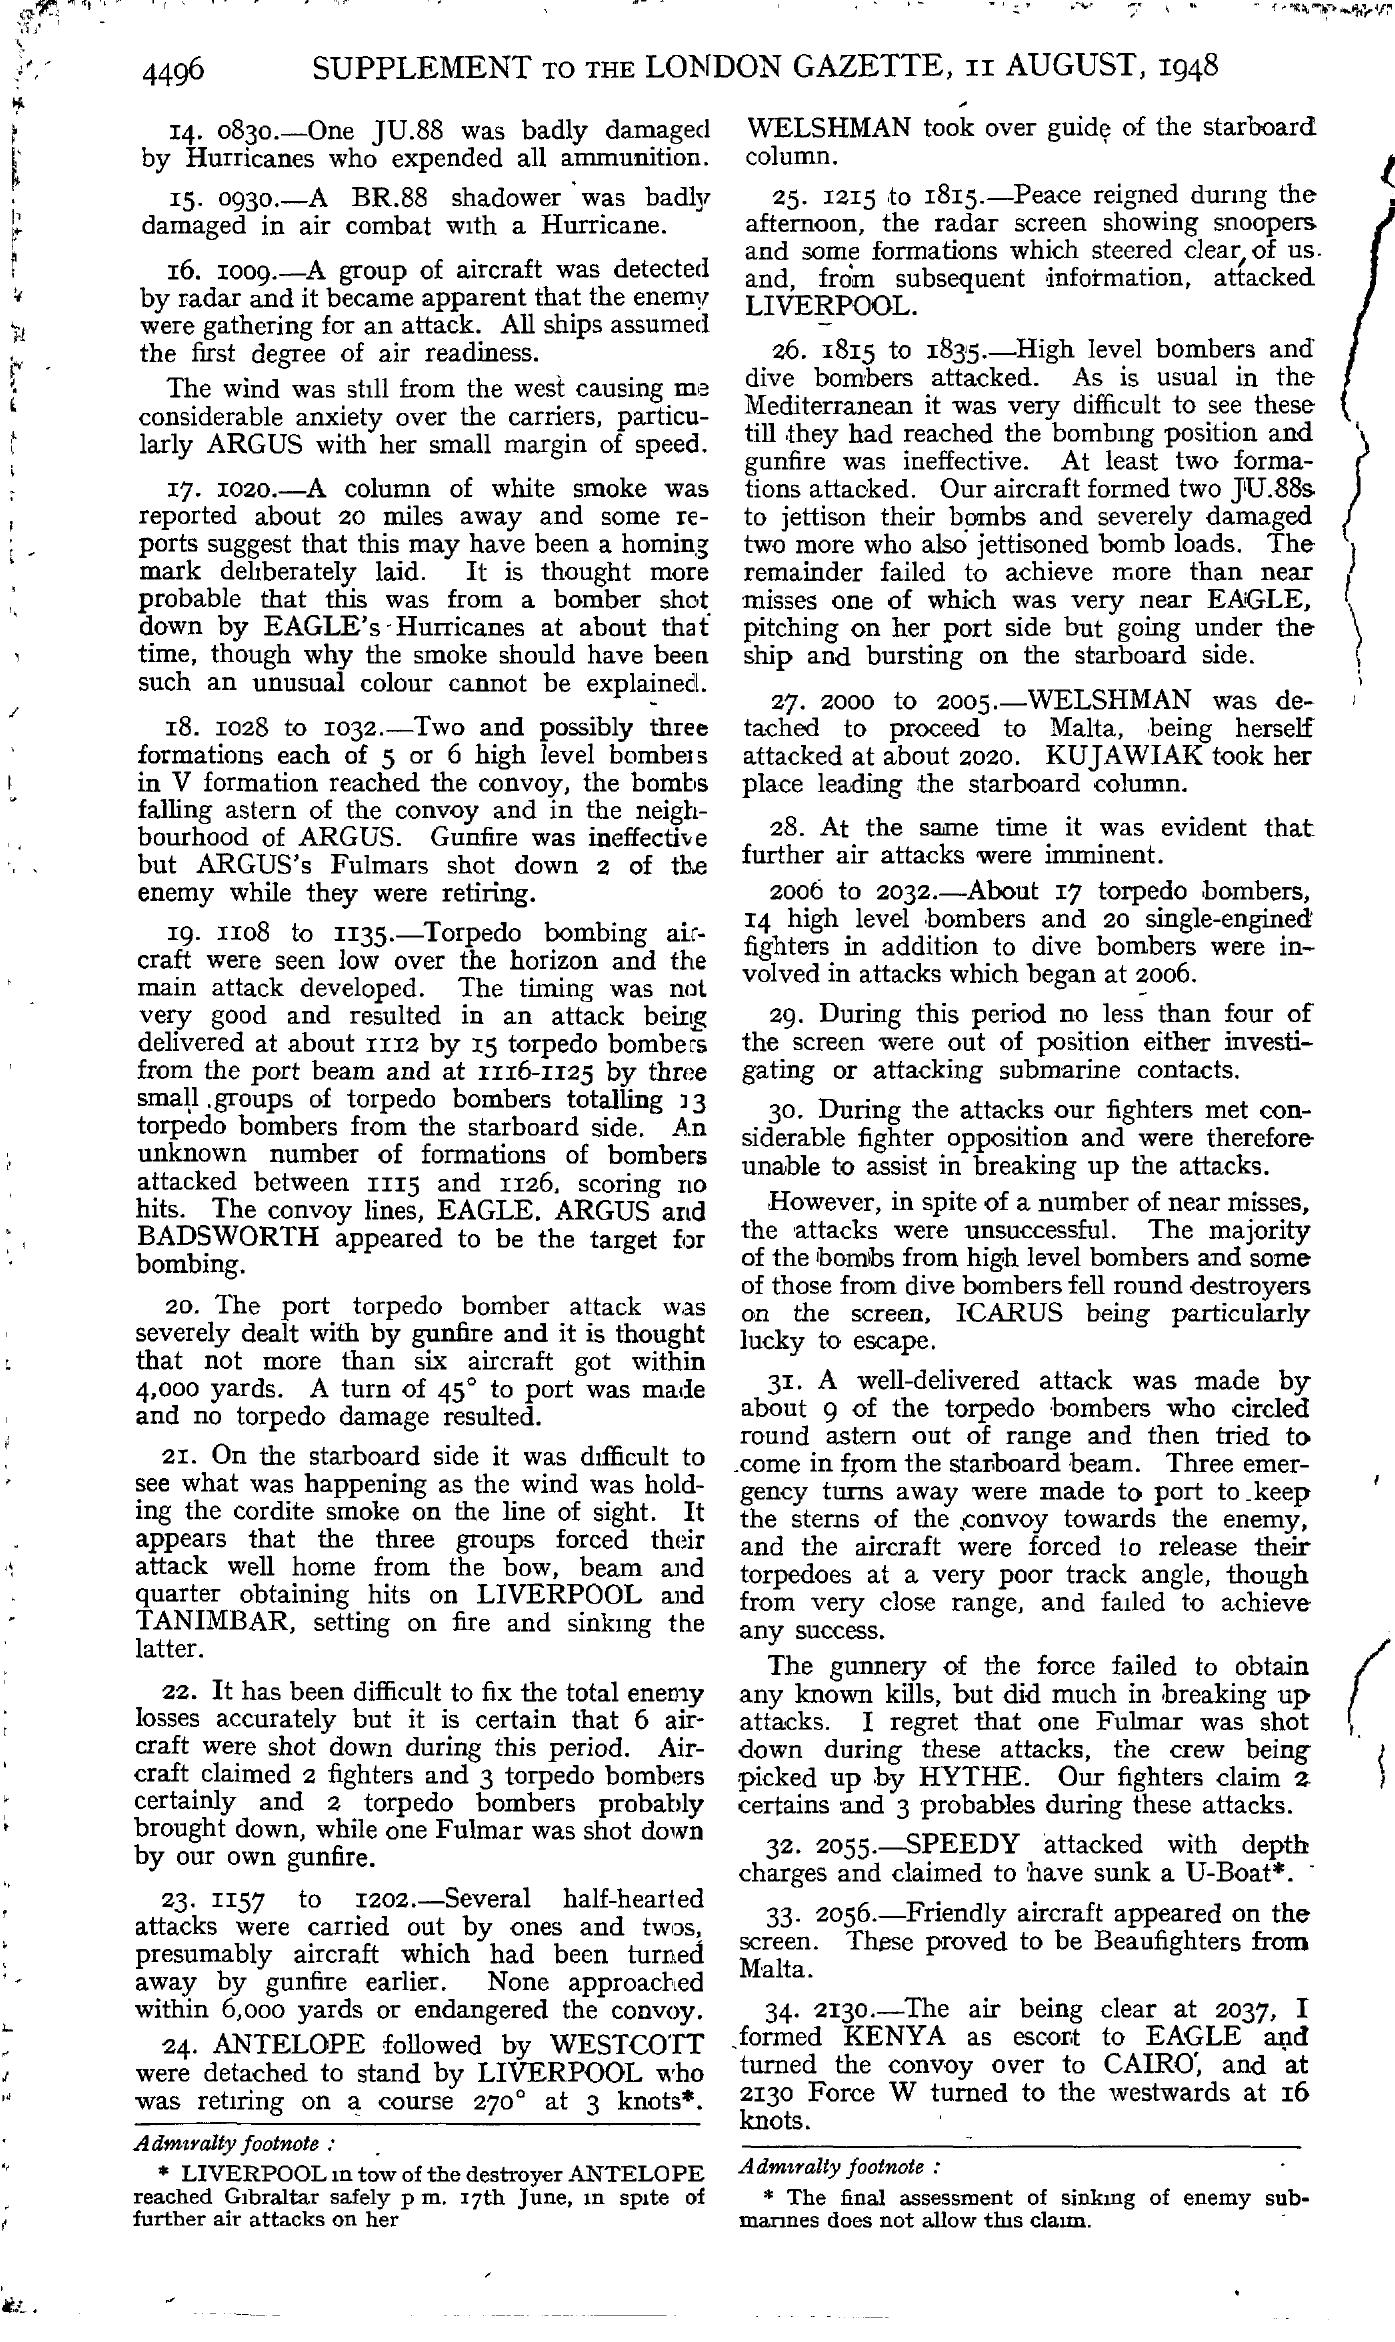 4496 SUPPLEMENT TO THE LONDON GAZETTE, 11 AUGUST, 1948
14. 0830.—One JU.88 was badly damaged
by Hurricanes who expended all ammunition.
15. 0930.—A BR.88 shadower was badly
damaged in air combat with a Hurricane.
16. 1009.—A group of aircraft was detected
by radar and it became apparent that the enemy
were gathering for an attack. All ships assumed
the first degree of air readiness.
The wind was still from the west causing me
considerable anxiety over the carriers, particu-
larly ARGUS with her small margin of speed.
17. 1020.—A column of white smoke was
reported about 20 miles away and some re-
ports suggest that this may have been a homing
mark deliberately laid. It is thought more
probable that this was from a bomber shot
down by EAGLE's Hurricanes at about that
time, though why the smoke should have been
such an unusual colour cannot be explained.
18. 1028 to 1032.—Two and possibly three
formations each of 5 or 6 high level bombers
in V formation reached the convoy, the bombs
falling astern of the convoy and in the neigh-
bourhood of ARGUS. Gunfire was ineffective
but ARGUS's Fulmars shot down 2 of the
enemy while they were retiring.
19. 1108 to 1135.—Torpedo bombing air-
craft were seen low over the horizon and the
main attack developed. The timing was not
very good and resulted in an attack being
delivered at about 1112 by 15 torpedo bombers
from the port beam and at 1116-1125 by three
small groups of torpedo bombers totalling 13
torpedo bombers from the starboard side. An
unknown number of formations of bombers
attacked between 1115 and 1126, scoring no
hits. The convoy lines, EAGLE, ARGUS and
BADSWORTH appeared to be the target for
bombing.
20. The port torpedo bomber attack was
severely dealt with by gunfire and it is thought
that not more than six aircraft got within
4,000 yards. A turn of 45° to port was made
and no torpedo damage resulted.
21. On the starboard side it was difficult to
see what was happening as the wind was hold-
ing the cordite smoke on the line of sight. It
appears that the three groups forced their
attack well home from the bow, beam and
quarter obtaining hits on LIVERPOOL and
TANIMBAR, setting on fire and sinking the
latter.
22. It has been difficult to fix the total enemy
losses accurately but it is certain that 6 air-
craft were shot down during this period. Air-
craft claimed 2 fighters and 3 torpedo bombers
certainly and 2 torpedo bombers probably
brought down, while one Fulmar was shot down
by our own gunfire.
23. 1157 to 1202.—Several half-hearted
attacks were carried out by ones and twos,
presumably aircraft which had been turned
away by gunfire earlier. None approached
within 6,000 yards or endangered the convoy.
24. ANTELOPE followed by WESTCOTT
were detached to stand by LIVERPOOL who
was retiring on a course 270° at 3 knots*.
Admiralty footnote :
* LIVERPOOL in tow of the destroyer ANTELOPE
reached Gibraltar safely p m. 17th June, in spite of
further air attacks on her
WELSHMAN took over guide of the starboard
column.
25. 1215 to 1815.—Peace reigned during the
afternoon, the radar screen showing snoopers
and some formations which steered clear of us
and, from subsequent information, attacked
LIVERPOOL.
26. 1815 to 1835.—High level bombers and
dive bombers attacked. As is usual in the
Mediterranean it was very difficult to see these
till they had reached the bombing position and
gunfire was ineffective. At least two forma-
tions attacked. Our aircraft formed two JU.88s
to jettison their bombs and severely damaged
two more who also jettisoned bomb loads. The
remainder failed to achieve more than near
misses one of which was very near EAGLE,
pitching on her port side but going under the
ship and bursting on the starboard side.
27. 2000 to 2005.—WELSHMAN was de-
tached to proceed to Malta, being herself
attacked at about 2020. KUJAWIAK took her
place leading the starboard column.
28. At the same time it was evident that
further air attacks were imminent.
2006 to 2032.—About 17 torpedo bombers,
14 high level bombers and 20 single-engined
fighters in addition to dive bombers were in-
volved in attacks which began at 2006.
29. During this period no less than four of
the screen were out of position either investi-
gating or attacking submarine contacts.
30. During the attacks our fighters met con-
siderable fighter opposition and were therefore
unable to assist in breaking up the attacks.
However, in spite of a number of near misses,
the attacks were unsuccessful. The majority
of the bombs from high level bombers and some
of those from dive bombers fell round destroyers
on the screen, ICARUS being particularly
lucky to escape.
31. A well-delivered attack was made by
about 9 of the torpedo bombers who circled
round astern out of range and then tried to
come in from the starboard beam. Three emer-
gency turns away were made to port to keep
the sterns of the convoy towards the enemy,
and the aircraft were forced to release their
torpedoes at a very poor track angle, though
from very close range, and failed to achieve
any success.
The gunnery of the force failed to obtain
any known kills, but did much in breaking up
attacks. I regret that one Fulmar was shot
down during these attacks, the crew being
picked up by HYTHE. Our fighters claim 2
certains and 3 probables during these attacks.
32. 2055.—SPEEDY attacked with depth
charges and claimed to have sunk a U-Boat*.
33. 2056.—Friendly aircraft appeared on the
screen. These proved to be Beaufighters from
Malta.
34. 2130.—The air being clear at 2037, I
formed KENYA as escort to EAGLE and
turned the convoy over to CAIRO, and at
2130 Force W turned to the westwards at 16
knots.
Admiralty footnote :
* The final assessment of sinking of enemy sub-
marines does not allow this claim.